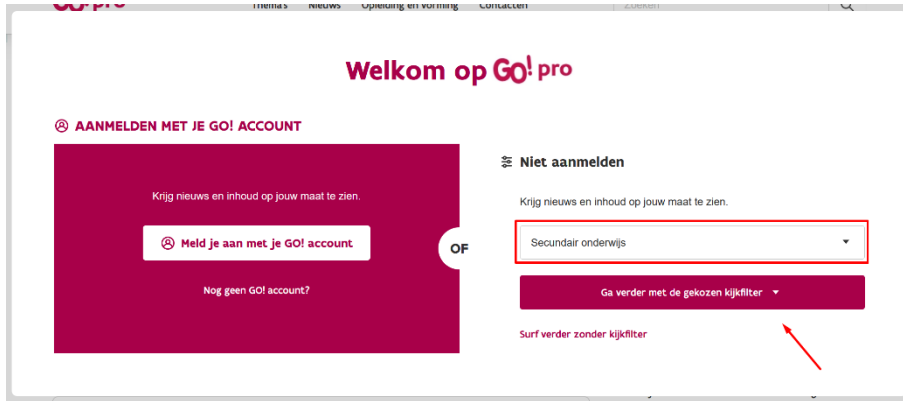 GO! pro Thema's Nieuws Opleiding en vorming Contacten Zoeken
Welkom op GO! pro
AANMELDEN MET JE GO! ACCOUNT
Krijg nieuws en inhoud op jouw maat te zien.
Meld je aan met je GO! account
Nog geen GO! account?
OF
Niet aanmelden
Krijg nieuws en inhoud op jouw maat te zien.
Secundair onderwijs
Ga verder met de gekozen kijkfilter
Surf verder zonder kijkfilter